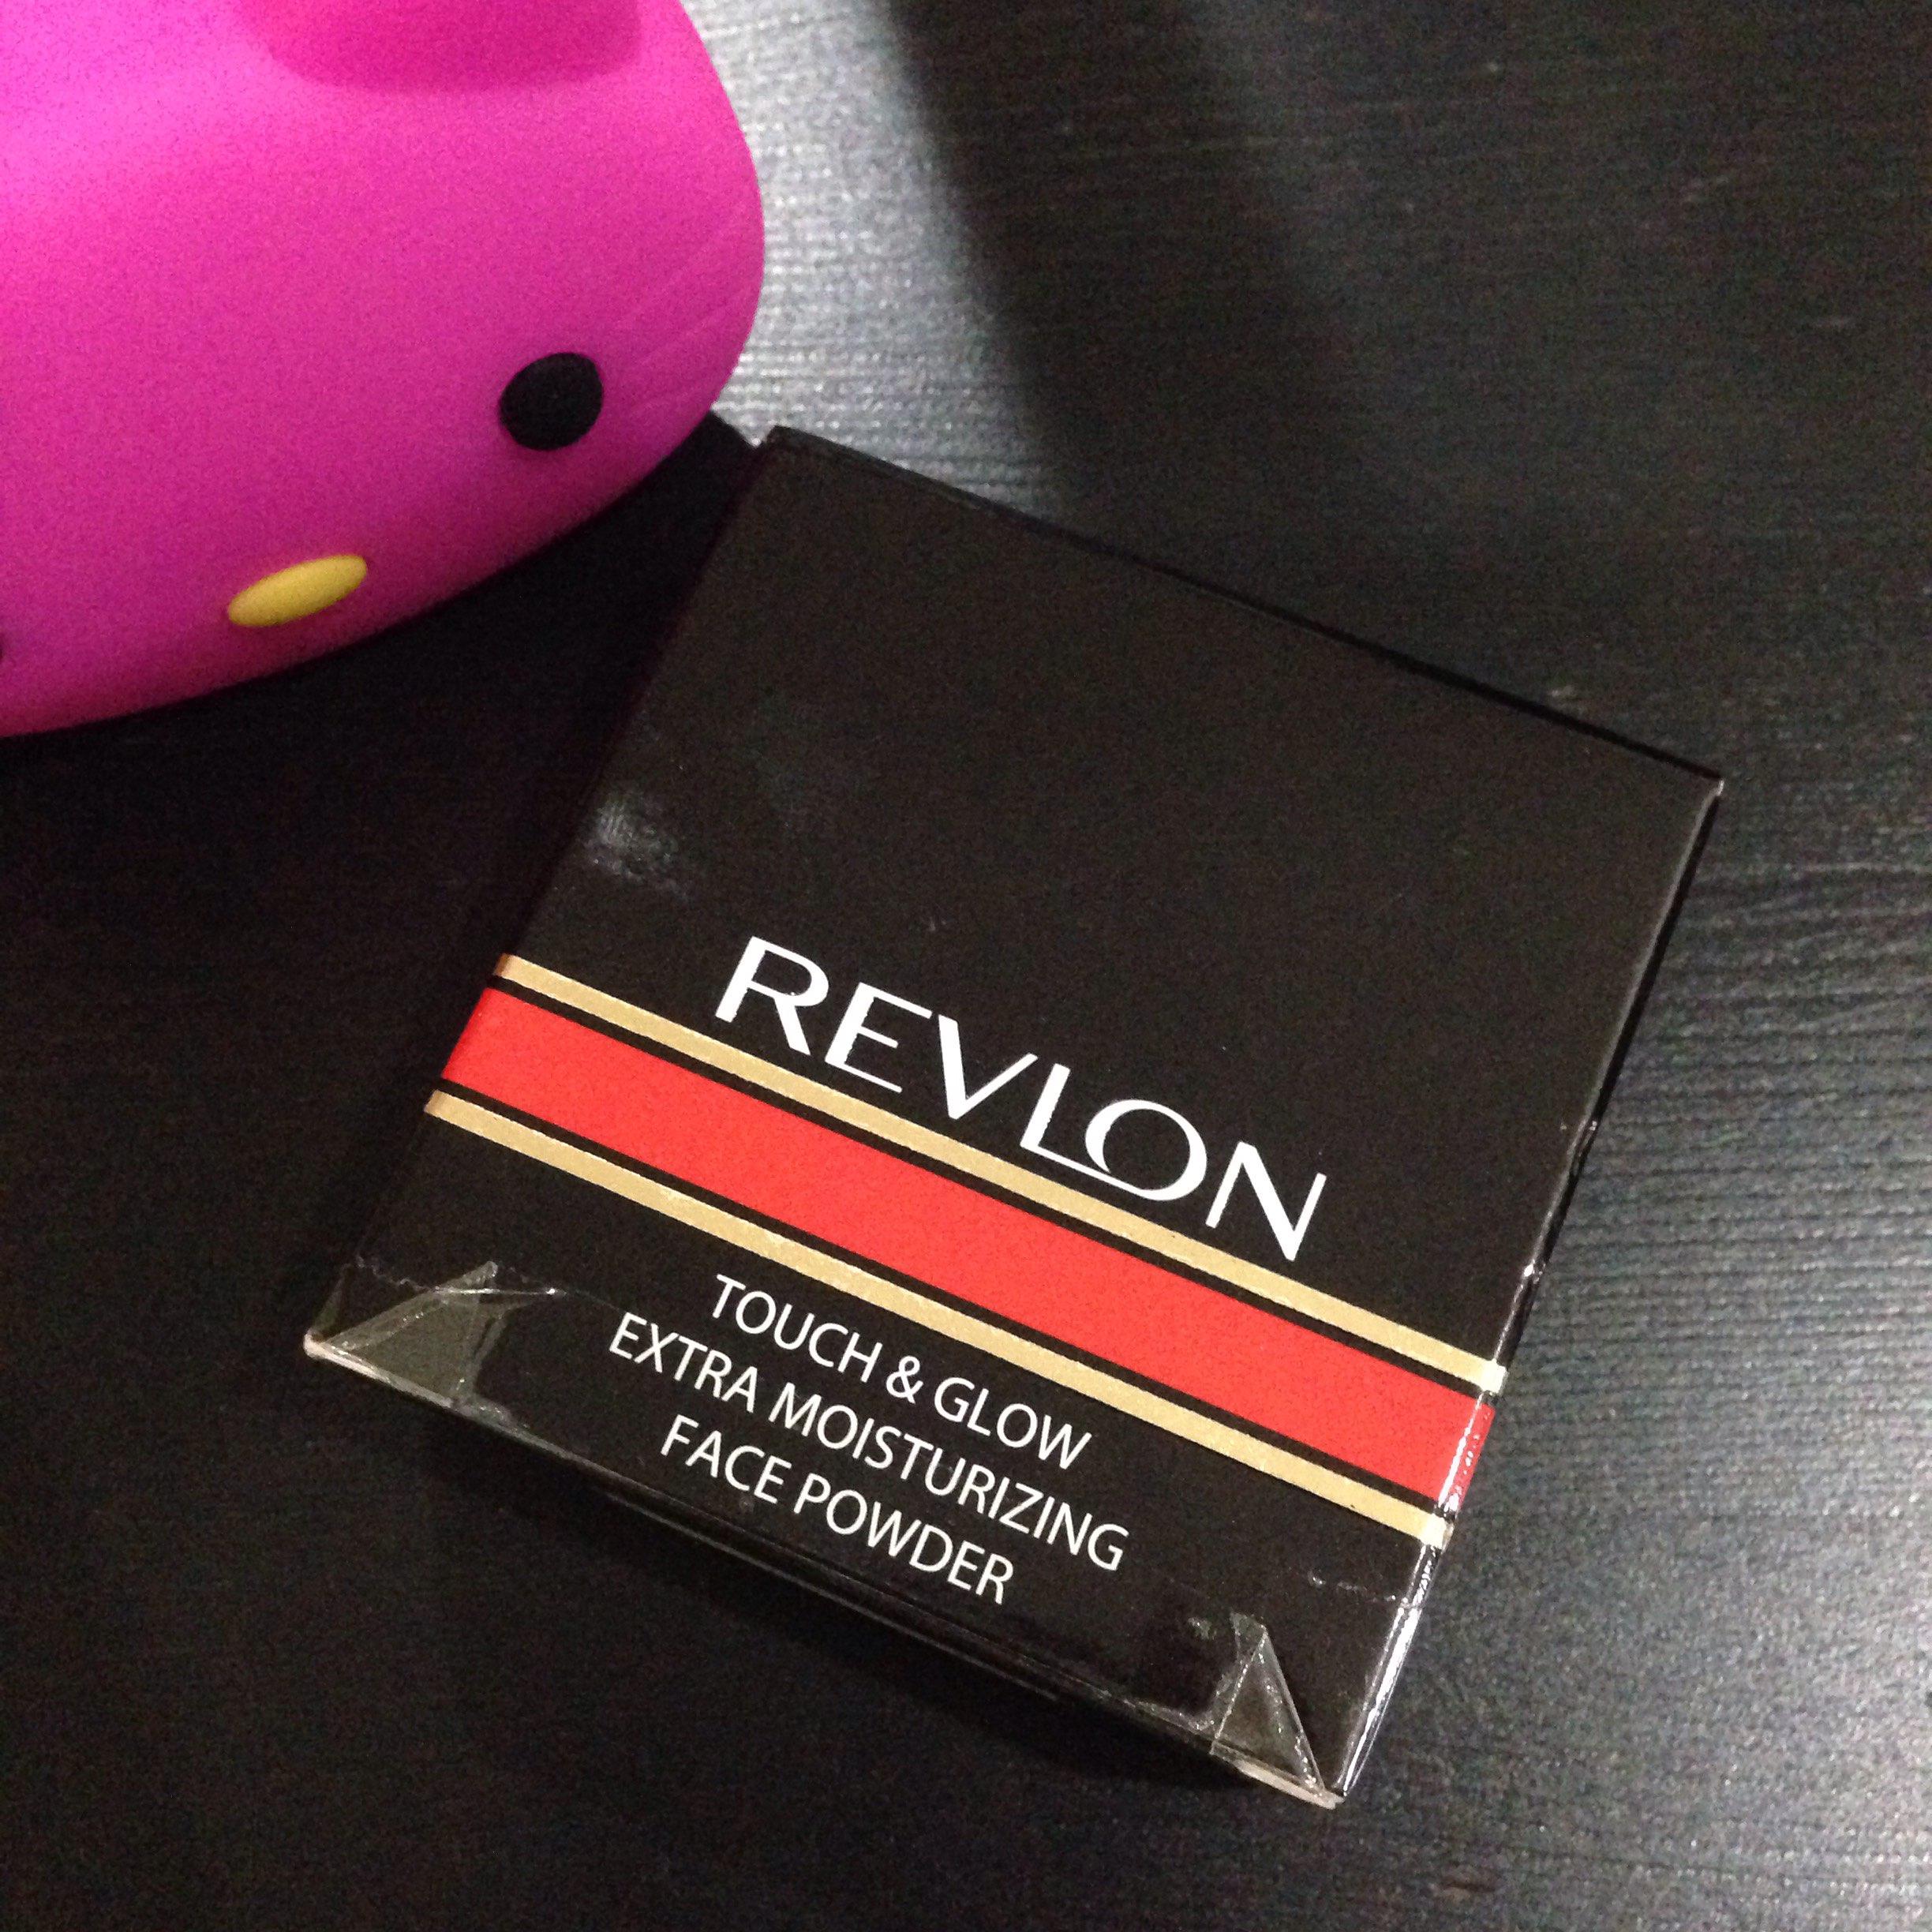 REVLON
TOUCH & GLOW
EXTRA MOISTURIZING
FACE POWDER